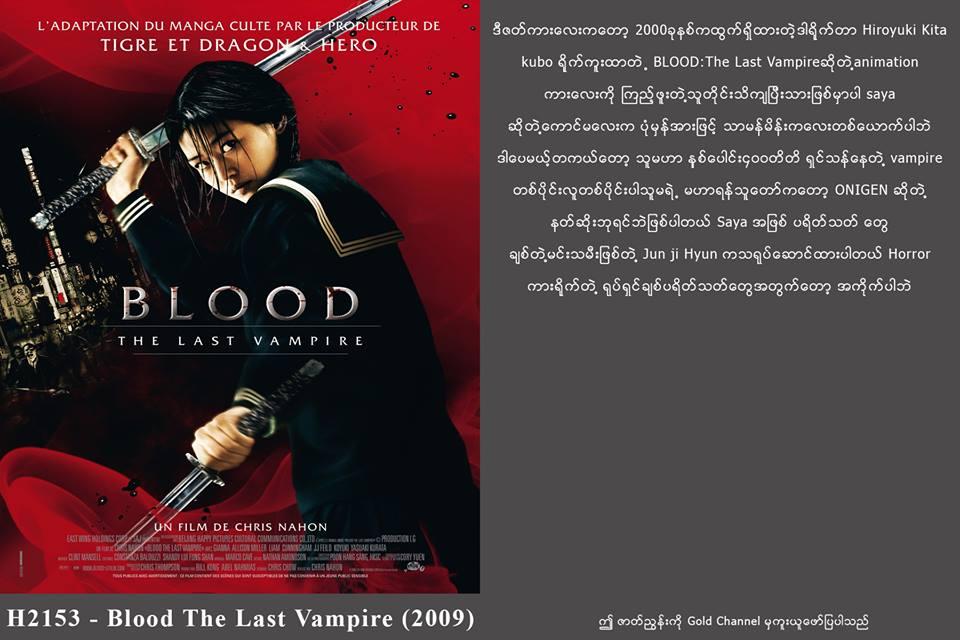 L'ADAPTATION DU MANGA CULTE PAR LE PRODUCTEUR DE
TIGRE ET DRAGON & HERO
BLOOD
THE LAST VAMPIRE
UN FILM DE CHRIS NAHON
H2153 - Blood The Last Vampire (2009)
ဒီဇတ်ကားလေးကတော့ 2000ခုနှစ်ကထွက်ရှိထားတဲ့ဒါရိုက်တာ Hiroyuki Kita
kubo ရိုက်ကူးထာတဲ့ BLOOD:The Last Vampireဆိုတဲ့animation
ကားလေးကို ကြည့်ဖူးတဲ့သူတိုင်းသိကျပြီးသားဖြစ်မှာပါ saya
ဆိုတဲ့ကောင်မလေးက ပုံမှန်အားဖြင့် သာမန်မိန်းကလေးတစ်ယောက်ပါဘဲ
ဒါပေမယ့်တကယ်တော့ သူမဟာ နှစ်ပေါင်း၄၀၀တိတိ ရှင်သန်နေတဲ့ vampire
တစ်ပိုင်းလူတစ်ပိုင်းပါသူမရဲ့ မဟာရန်သူတော်ကတော့ ONIGEN ဆိုတဲ့
နတ်ဆိုးဘုရင်ဘဲဖြစ်ပါတယ် Saya အဖြစ် ပရိတ်သတ် တွေ
ချစ်တဲ့မင်းသမီးဖြစ်တဲ့ Jun ji Hyun ကသရုပ်ဆောင်ထားပါတယ် Horror
ကားရိုက်တဲ့ ရုပ်ရှင်ချစ်ပရိတ်သတ်တွေအတွက်တော့ အကိုက်ပါဘဲ
ဤ ဇာတ်ညွှန်းကို Gold Channel မှကူးယူဖော်ပြပါသည်